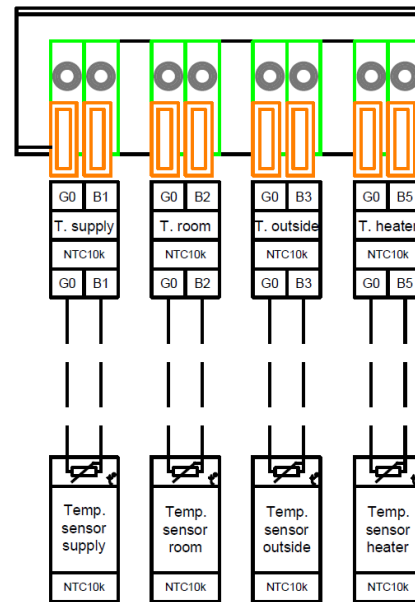 G0 B1 G0 B2 G0 B3 G0 B5
T. supply T. room T. outside T. heater
NTC10k NTC10k NTC10k NTC10k
G0 B1 G0 B2 G0 B3 G0 B5
Temp. Temp. Temp. Temp.
sensor sensor sensor sensor
supply room outside heater
NTC10k NTC10k NTC10k NTC10k